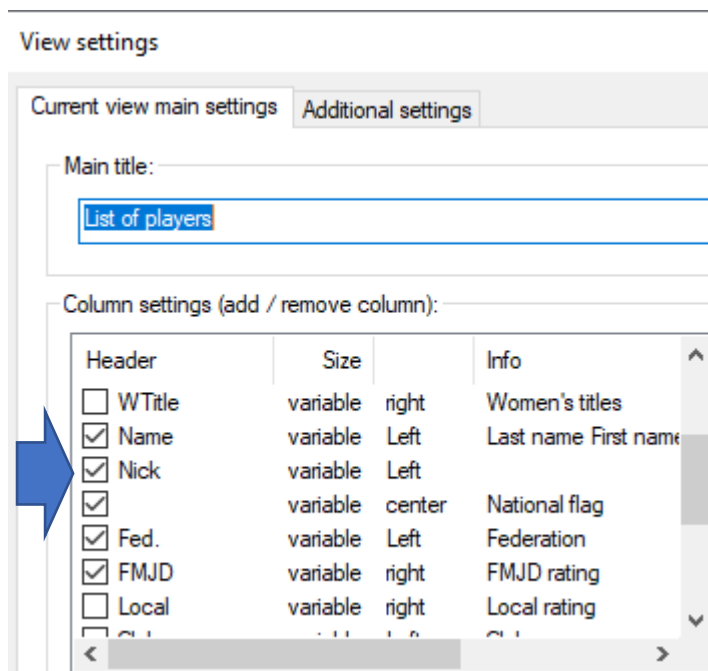 View settings
Current view main settings Additional settings
Main title:
List of players
Column settings (add / remove column):
Header Size Info
WTitle variable right Women's titles
Name variable Left Last name First name
Nick variable Left
variable center National flag
Fed. variable Left Federation
FMJD variable right FMJD rating
Local variable right Local rating